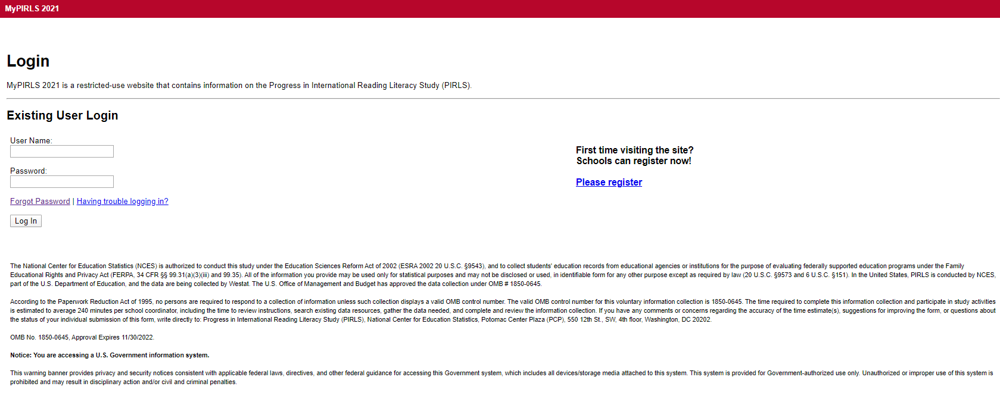 MyPIRLS 2021
Login
MyPIRLS 2021 is a restricted-use website that contains information on the Progress in International Reading Literacy Study (PIRLS).
Existing User Login
User Name:
Password:
Forgot Password | Having trouble logging in?
Log In
First time visiting the site?
Schools can register now!
Please register
The National Center for Education Statistics (NCES) is authorized to conduct this study under the Education Sciences Reform Act of 2002 (ESRA 2002 20 U.S.C. §9543), and to collect students' education records from educational agencies or institutions for the purpose of evaluating federally supported education programs under the Family
Educational Rights and Privacy Act (FERPA, 34 CFR §§ 99.31(a)(3)(iii) and 99.35). All of the information you provide may be used only for statistical purposes and may not be disclosed or used, in identifiable form for any other purpose except as required by law (20 U.S.C. §9573 and 6 U.S.C. §151). In the United States, PIRLS is conducted by NCES,
part of the U.S. Department of Education, and the data are being collected by Westat. The U.S. Office of Management and Budget has approved the data collection under OMB # 1850-0645.
According to the Paperwork Reduction Act of 1995, no persons are required to respond to a collection of information unless such collection displays a valid OMB control number. The valid OMB control number for this voluntary information collection is 1850-0645. The time required to complete this information collection and participate in study activities
is estimated to average 240 minutes per school coordinator, including the time to review instructions, search existing data resources, gather the data needed, and complete and review the information collection. If you have any comments or concerns regarding the accuracy of the time estimate(s), suggestions for improving the form, or questions about
the status of your individual submission of this form, write directly to: Progress in International Reading Literacy Study (PIRLS), National Center for Education Statistics, Potomac Center Plaza (PCP), 550 12th St., SW, 4th floor, Washington, DC 20202.
OMB No. 1850-0645, Approval Expires 11/30/2022.
Notice: You are accessing a U.S. Government information system.
This warning banner provides privacy and security notices consistent with applicable federal laws, directives, and other federal guidance for accessing this Government system, which includes all devices/storage media attached to this system. This system is provided for Government-authorized use only. Unauthorized or improper use of this system is
prohibited and may result in disciplinary action and/or civil and criminal penalties.